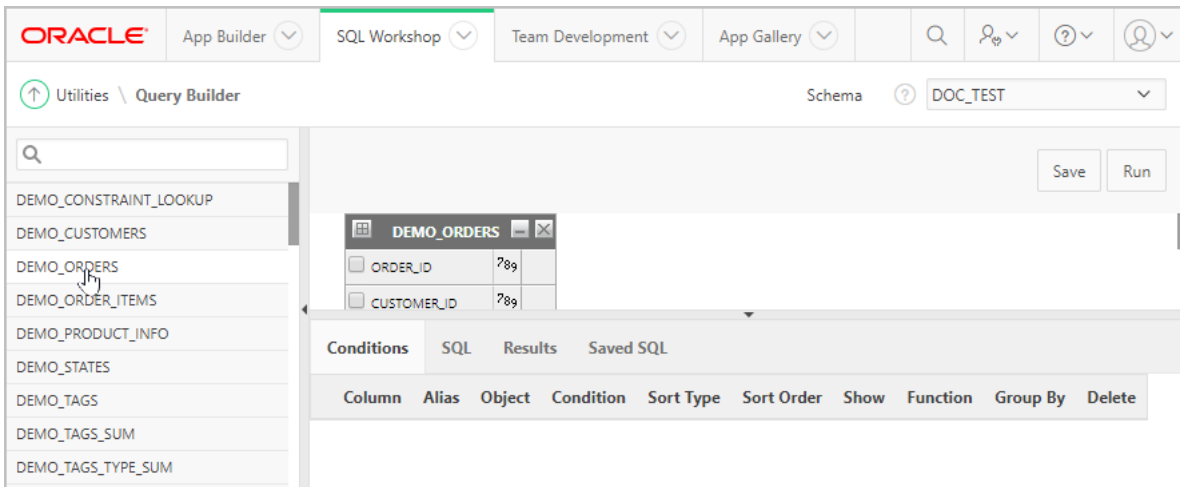 ORACLE® App Builder SQL Workshop Team Development App Gallery
Utilities \ Query Builder Schema ? DOC_TEST
Save Run
DEMO_CONSTRAINT_LOOKUP
DEMO_CUSTOMERS
DEMO_ORDERS
DEMO_ORDER_ITEMS
DEMO_PRODUCT_INFO
DEMO_STATES
DEMO_TAGS
DEMO_TAGS_SUM
DEMO_TAGS_TYPE_SUM
DEMO_ORDERS
ORDER_ID 789
CUSTOMER_ID 789
Conditions SQL Results Saved SQL
Column Alias Object Condition Sort Type Sort Order Show Function Group By Delete